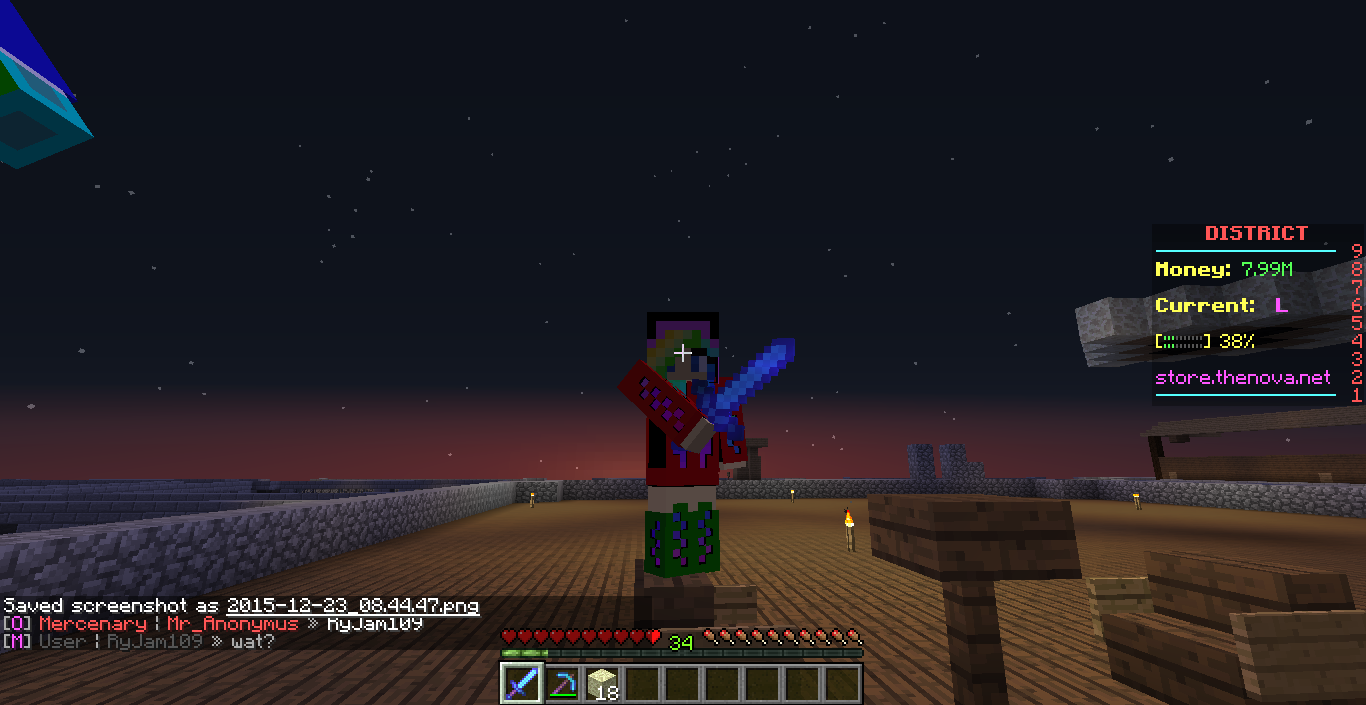 DISTRICT
9
Money: 7.99M
8
7
Current: L
6
5
[::::::::::] 38%
4
3
store.thenova.net
2
1
Saved screenshot as 2015-12-23_08.44.47.png
[O] Mercenary ¦ Mr_Anonymus » RyJam109
[M] User ¦ RyJam109 » wat?
34
18